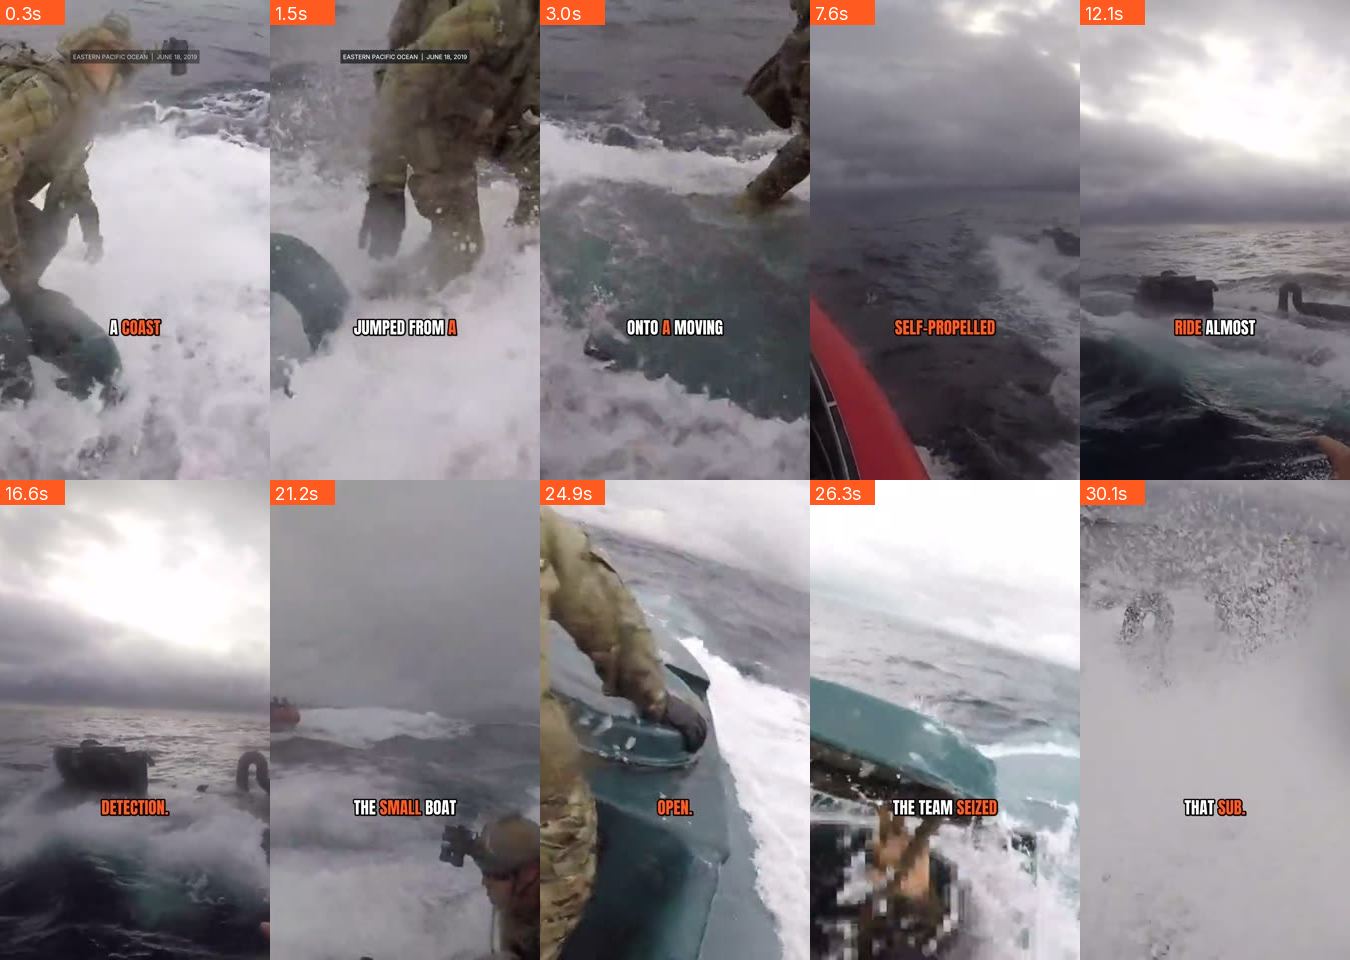 0.3s
EASTERN PACIFIC OCEAN | JUNE 18, 2019
A COAST
1.5s
EASTERN PACIFIC OCEAN | JUNE 18, 2019
JUMPED FROM A
3.0s
ONTO A MOVING
7.6s
SELF-PROPELLED
12.1s
RIDE ALMOST
16.6s
DETECTION.
21.2s
THE SMALL BOAT
24.9s
OPEN.
26.3s
THE TEAM SEIZED
30.1s
THAT SUB.